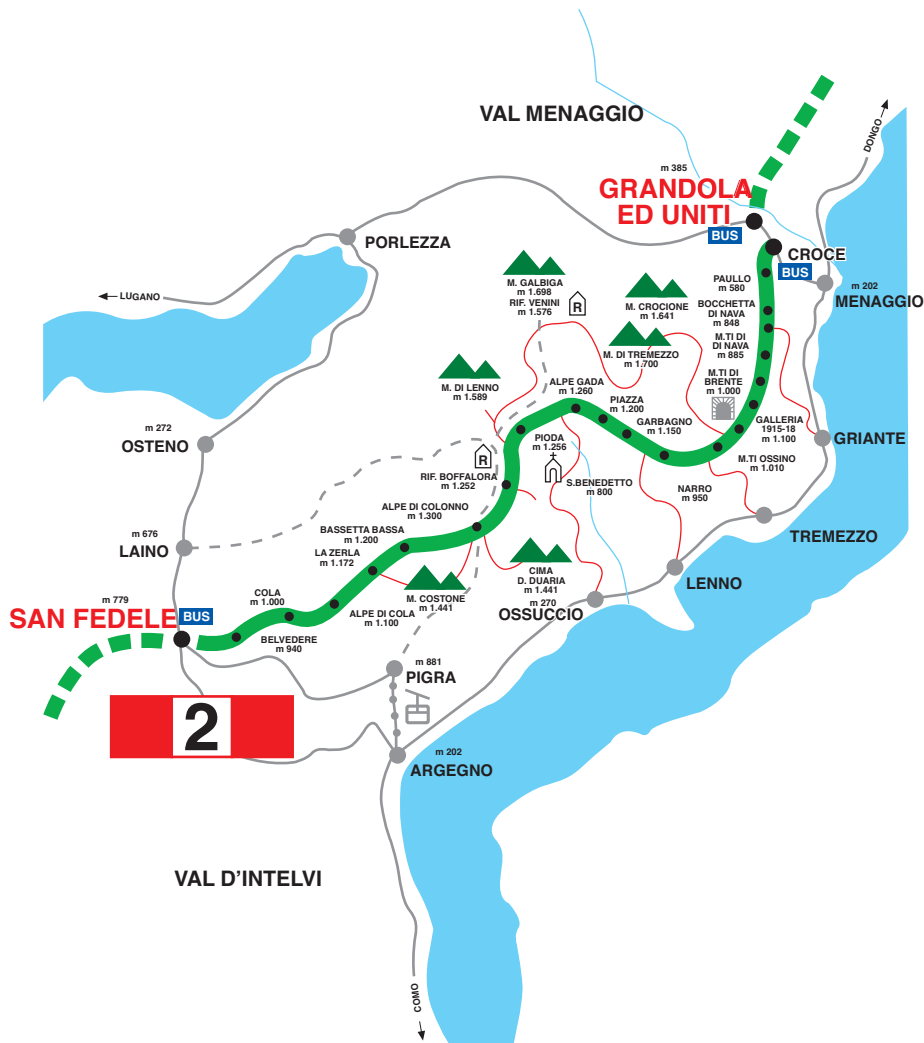 VAL MENAGGIO
DONGO
m 385
GRANDOLA
ED UNITI
BUS
CROCE
BUS
PORLEZZA
LUGANO
PAULLO
m 580
m 202
MENAGGIO
M. GALBIGA
m 1.698
RIF. VENINI
m 1.576
R
M. CROCIONE
m 1.641
BOCCHETTA
DI NAVA
m 848
M.TI DI
DI NAVA
m 885
M. DI TREMEZZO
m 1.700
M. DI LENNO
m 1.589
ALPE GADA
m 1.260
M.TI DI
BRENTE
m 1.000
PIAZZA
m 1.200
GARBAGNO
m 1.150
GALLERIA
1915-18
m 1.100
GRIANTE
m 272
OSTENO
PIODA
m 1.256
R
RIF. BOFFALORA
m 1.252
M.TI OSSINO
m 1.010
S.BENEDETTO
m 800
NARRO
m 950
ALPE DI COLONNO
m 1.300
TREMEZZO
BASSETTA BASSA
m 1.200
m 676
LAINO
LA ZERLA
m 1.172
CIMA
D. DUARIA
m 1.441
LENNO
M. COSTONE
m 1.441
m 270
OSSUCCIO
m 779
SAN FEDELE
BUS
COLA
m 1.000
ALPE DI COLA
m 1.100
BELVEDERE
m 940
m 881
PIGRA
2
m 202
ARGEGNO
VAL D'INTELVI
COMO